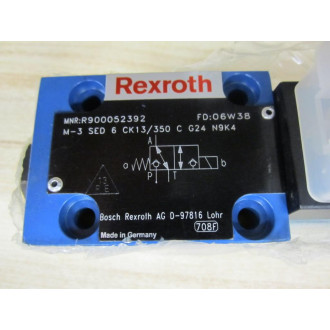 Rexroth
MNR:R900052392 FD:06W38
M-3 SED 6 CK13/350 C G24 N9K4
A
a b
P T
Bosch Rexroth AG D-97816 Lohr
Made in Germany 708F